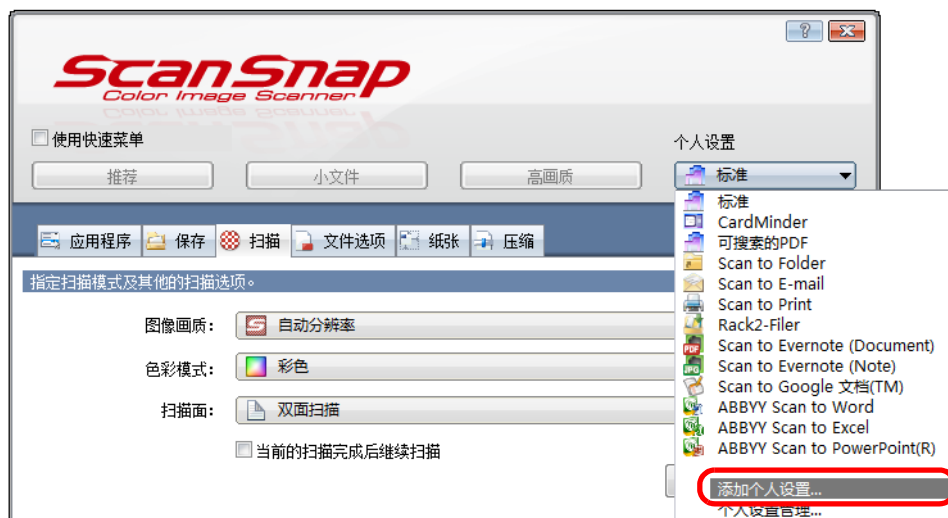 ScanSnap
Color Image Scanner
使用快速菜单
个人设置
推荐
小文件
高画质
标准
标准
CardMinder
可搜索的PDF
Scan to Folder
Scan to E-mail
Scan to Print
Rack2-Filer
Scan to Evernote (Document)
Scan to Evernote (Note)
Scan to Google 文档(TM)
ABBYY Scan to Word
ABBYY Scan to Excel
ABBYY Scan to PowerPoint(R)
添加个人设置...
个人设置管理...
应用程序
保存
扫描
文件选项
纸张
压缩
指定扫描模式及其他的扫描选项。
图像画质:
自动分辨率
色彩模式:
彩色
扫描面:
双面扫描
当前的扫描完成后继续扫描